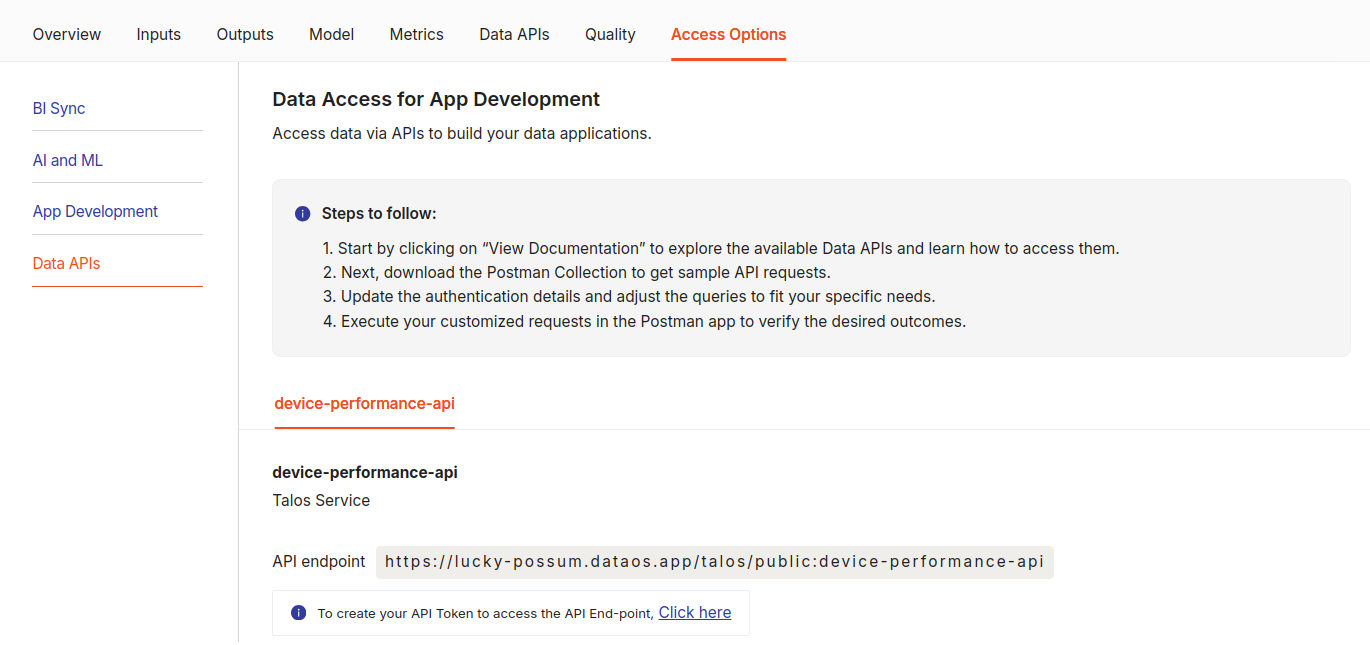 Overview Inputs Outputs Model Metrics Data APIs Quality Access Options
BI Sync
AI and ML
App Development
Data APIs
Data Access for App Development
Access data via APIs to build your data applications.
Steps to follow:
1. Start by clicking on “View Documentation” to explore the available Data APIs and learn how to access them.
2. Next, download the Postman Collection to get sample API requests.
3. Update the authentication details and adjust the queries to fit your specific needs.
4. Execute your customized requests in the Postman app to verify the desired outcomes.
device-performance-api
device-performance-api
Talos Service
API endpoint https://lucky-possum.dataos.app/talos/public:device-performance-api
To create your API Token to access the API End-point, Click here